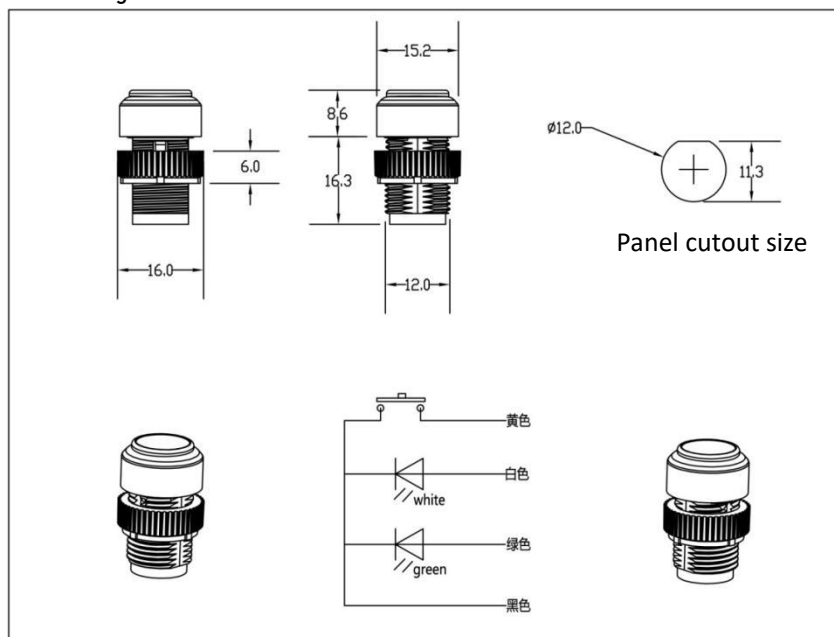 15.2
8.6
6.0
16.3
16.0
12.0
ø12.0
11.3
Panel cutout size
黄色
白色
white
绿色
green
黑色